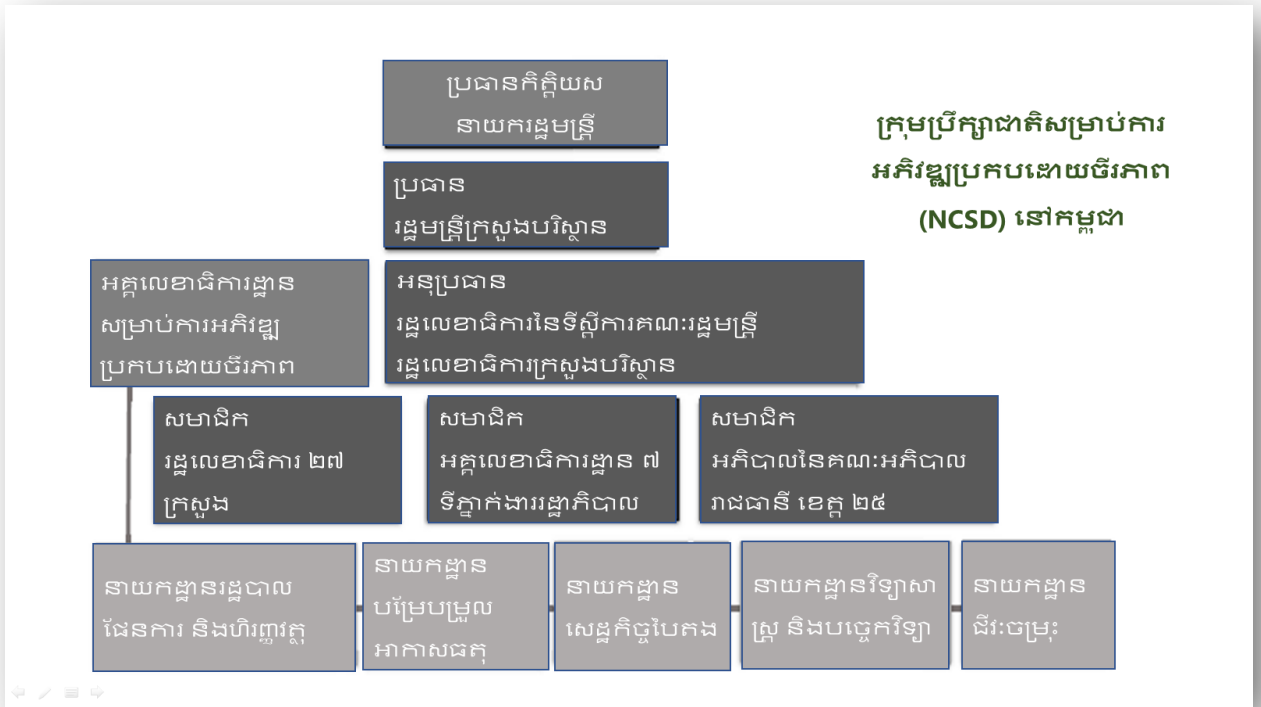 ប្រធានកិត្តិយស
នាយករដ្ឋមន្ត្រី
ក្រុមប្រឹក្សាជាតិសម្រាប់ការ
អភិវឌ្ឍប្រកបដោយចីរភាព
(NCSD) នៅកម្ពុជា
ប្រធាន
រដ្ឋមន្ត្រីក្រសួងបរិស្ថាន
អគ្គលេខាធិការដ្ឋាន
សម្រាប់ការអភិវឌ្ឍ
ប្រកបដោយចីរភាព
អនុប្រធាន
រដ្ឋលេខាធិការនៃទីស្តីការគណៈរដ្ឋមន្ត្រី
រដ្ឋលេខាធិការក្រសួងបរិស្ថាន
សមាជិក
រដ្ឋលេខាធិការ ២៧
ក្រសួង
សមាជិក
អគ្គលេខាធិការដ្ឋាន ៧
ទីភ្នាក់ងាររដ្ឋាភិបាល
សមាជិក
អភិបាលនៃគណៈអភិបាល
រាជធានី ខេត្ត ២៥
នាយកដ្ឋានរដ្ឋបាល
ផែនការ និងហិរញ្ញវត្ថុ
នាយកដ្ឋាន
បម្រែបម្រួល
អាកាសធតុ
នាយកដ្ឋាន
សេដ្ឋកិច្ចបៃតង
នាយកដ្ឋានវិទ្យាសា
ស្ត្រ និងបច្ចេកវិទ្យា
នាយកដ្ឋាន
ជីវៈចម្រុះ